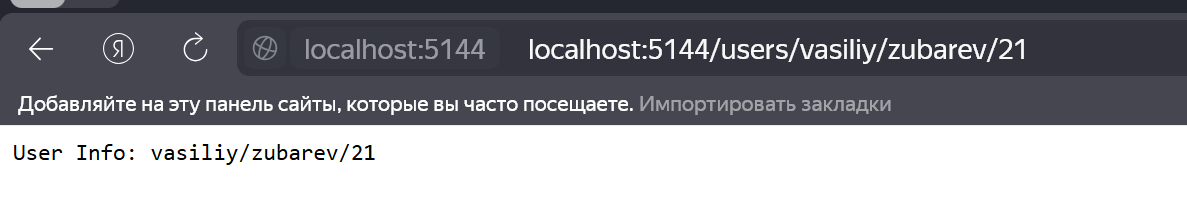 Я localhost:5144 localhost:5144/users/vasiliy/zubarev/21
Добавляйте на эту панель сайты, которые вы часто посещаете. Импортировать закладки
User Info: vasiliy/zubarev/21